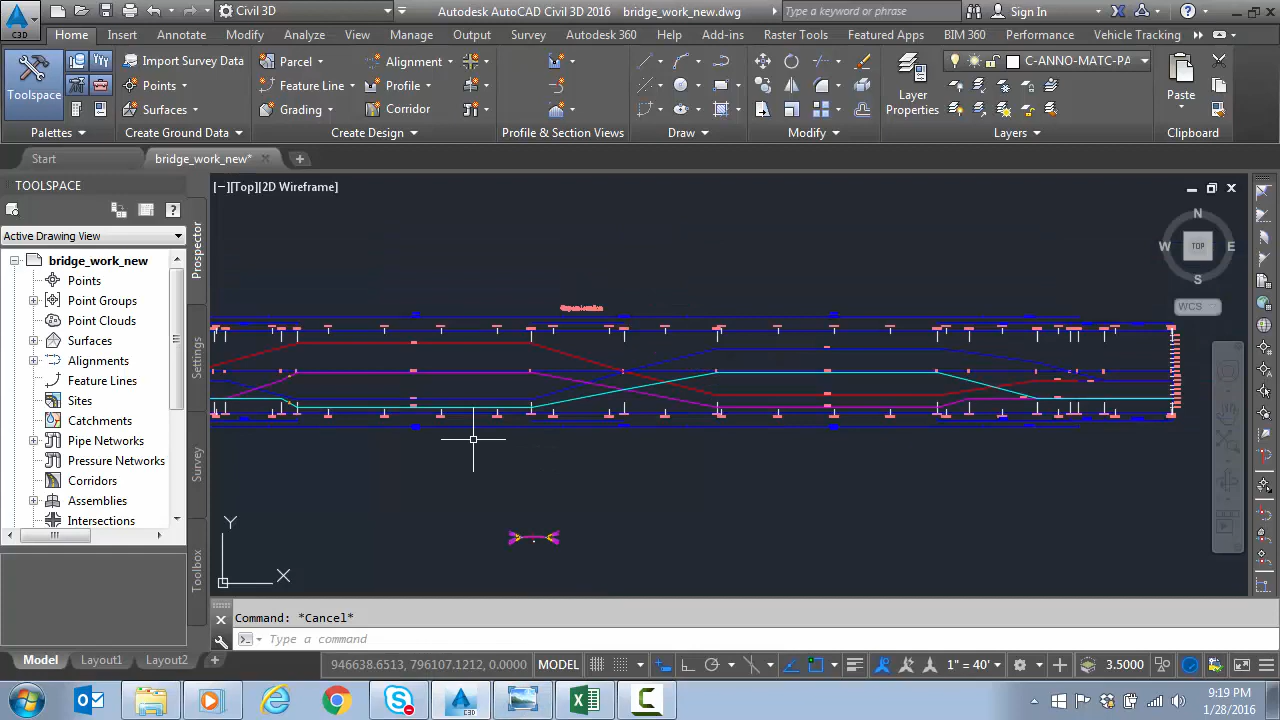 Civil 3D
Autodesk AutoCAD Civil 3D 2016 bridge_work_new.dwg
Type a keyword or phrase
Sign In
C3D
Home Insert Annotate Modify Analyze View Manage Output Survey Autodesk 360 Help Add-ins Raster Tools Featured Apps BIM 360 Performance Vehicle Tracking
Toolspace
Import Survey Data
Points
Surfaces
Parcel
Feature Line
Grading
Alignment
Profile
Corridor
Layer
Properties
C-ANNO-MATC-PA
Paste
Palettes Create Ground Data Create Design Profile & Section Views Draw Modify Layers Clipboard
Start bridge_work_new*
TOOLSPACE
Active Drawing View
bridge_work_new
Points
Point Groups
Point Clouds
Surfaces
Alignments
Feature Lines
Sites
Catchments
Pipe Networks
Pressure Networks
Corridors
Assemblies
Intersections
Prospector
Settings
Survey
Toolbox
[−][Top][2D Wireframe]
N
W TOP E
S
WCS
Y
X
Command: *Cancel*
Type a command
Model Layout1 Layout2
946638.6513, 796107.1212, 0.0000 MODEL 1" = 40' 3.5000
C3D
9:19 PM
1/28/2016